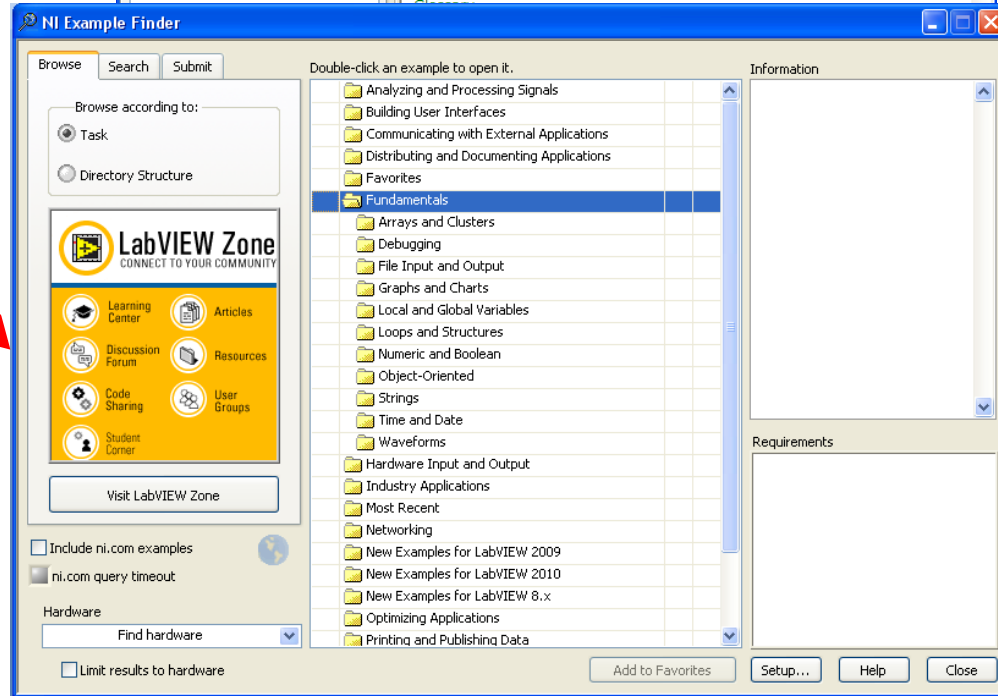 Glossary
NI Example Finder
Browse
Search
Submit
Browse according to:
Task
Directory Structure
LabVIEW Zone
CONNECT TO YOUR COMMUNITY
Learning Center
Articles
Discussion Forum
Resources
Code Sharing
User Groups
Student Corner
Visit LabVIEW Zone
Include ni.com examples
ni.com query timeout
Hardware
Find hardware
Limit results to hardware
Double-click an example to open it.
Analyzing and Processing Signals
Building User Interfaces
Communicating with External Applications
Distributing and Documenting Applications
Favorites
Fundamentals
Arrays and Clusters
Debugging
File Input and Output
Graphs and Charts
Local and Global Variables
Loops and Structures
Numeric and Boolean
Object-Oriented
Strings
Time and Date
Waveforms
Hardware Input and Output
Industry Applications
Most Recent
Networking
New Examples for LabVIEW 2009
New Examples for LabVIEW 2010
New Examples for LabVIEW 8.x
Optimizing Applications
Printing and Publishing Data
Information
Requirements
Add to Favorites
Setup...
Help
Close